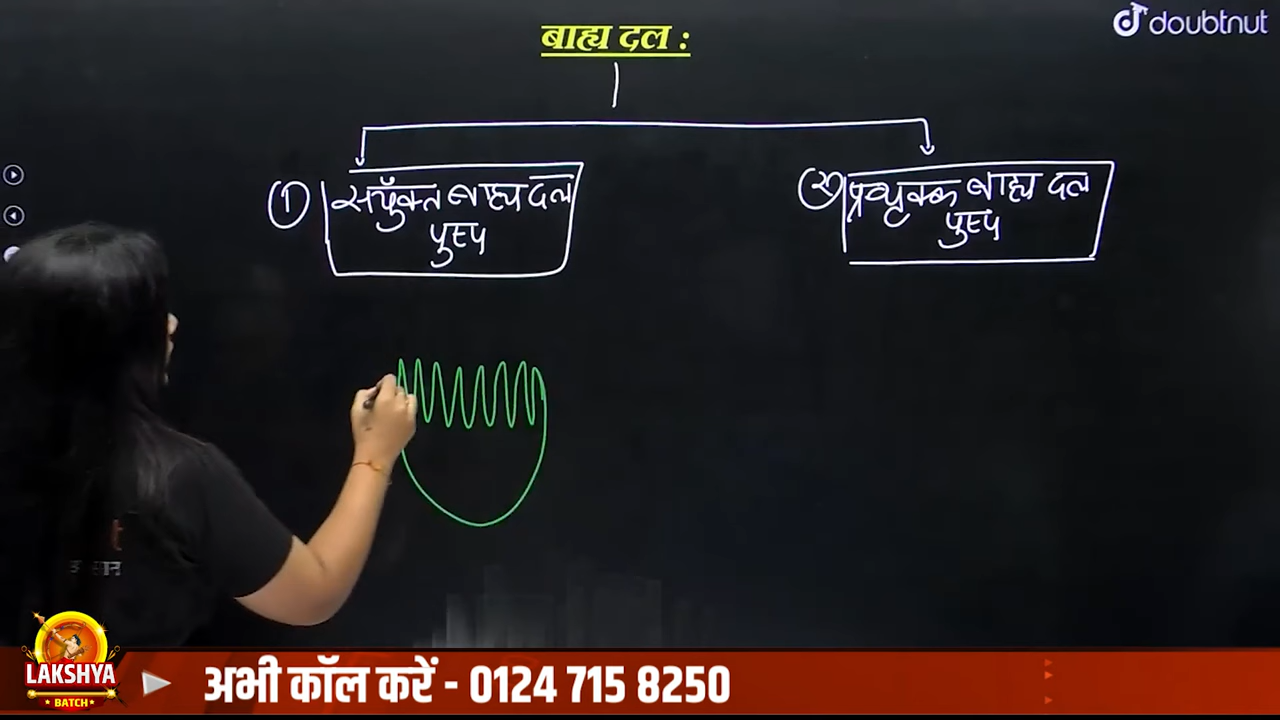 doubtnut
बाह्य दल :
① संयुक्त बाह्य दल
पुष्प
② पृथक बाह्य दल
पुष्प
LAKSHYA
BATCH
अभी कॉल करें - 0124 715 8250